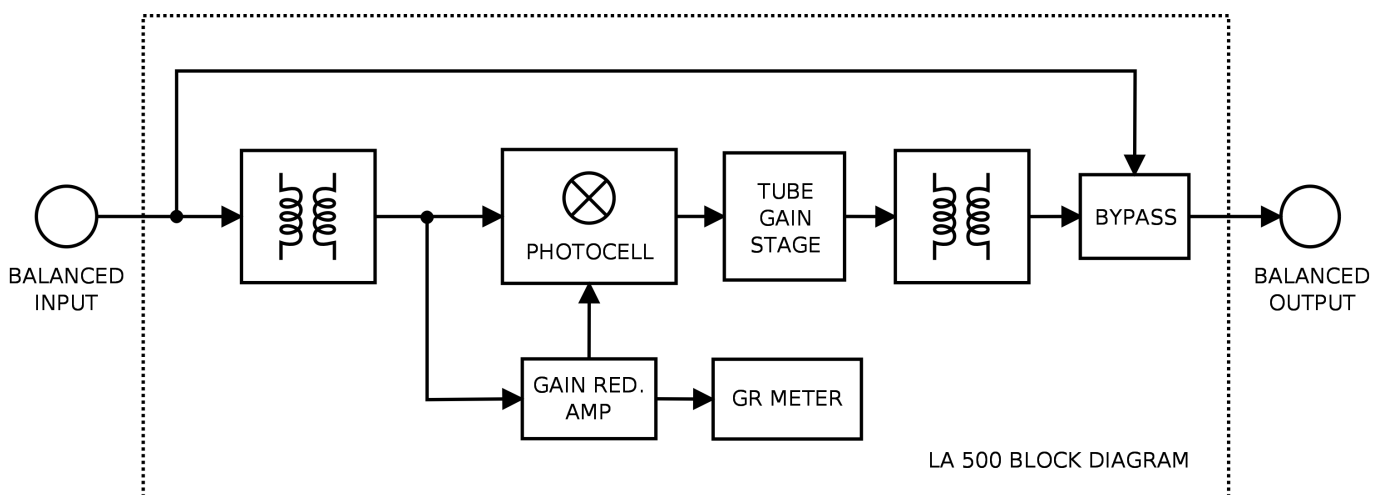 BALANCED
INPUT
PHOTOCELL
TUBE
GAIN
STAGE
BYPASS
BALANCED
OUTPUT
GAIN RED.
AMP
GR METER
LA 500 BLOCK DIAGRAM